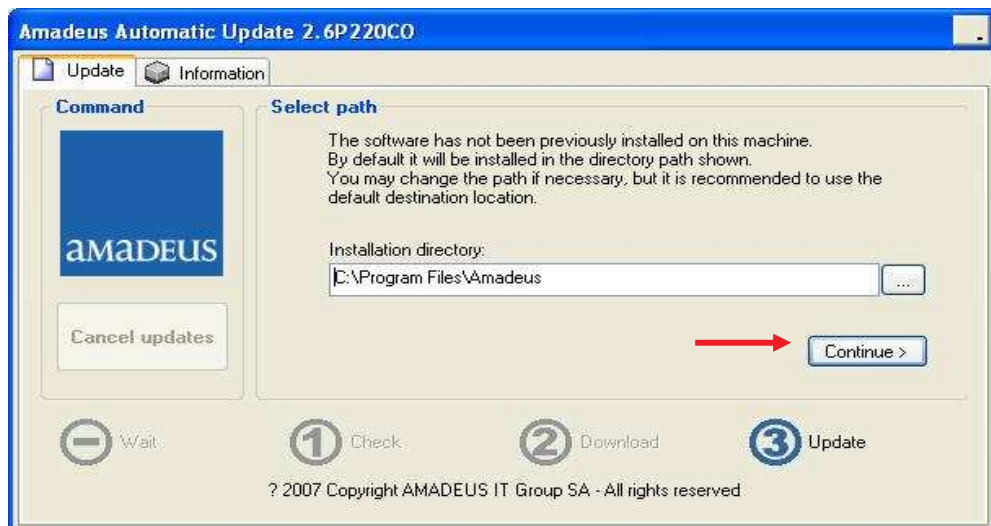 Amadeus Automatic Update 2.6P220CO
Update
Information
Command
Select path
The software has not been previously installed on this machine.
By default it will be installed in the directory path shown.
You may change the path if necessary, but it is recommended to use the
default destination location.
aMaDEUS
Installation directory:
C:\Program Files\Amadeus
...
Cancel updates
Continue >
Wait
1 Check
2 Download
3 Update
? 2007 Copyright AMADEUS IT Group SA - All rights reserved